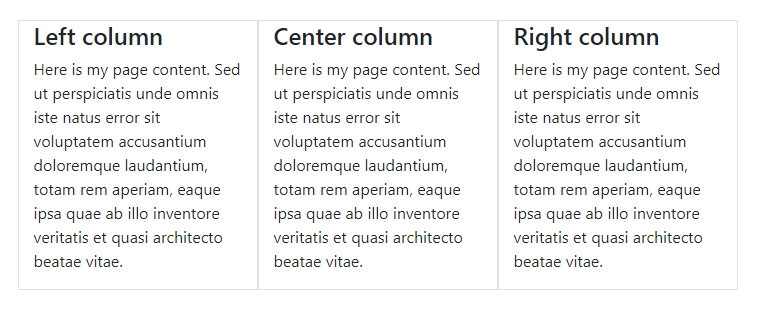 Left column
Here is my page content. Sed
ut perspiciatis unde omnis
iste natus error sit
voluptatem accusantium
doloremque laudantium,
totam rem aperiam, eaque
ipsa quae ab illo inventore
veritatis et quasi architecto
beatae vitae.
Center column
Here is my page content. Sed
ut perspiciatis unde omnis
iste natus error sit
voluptatem accusantium
doloremque laudantium,
totam rem aperiam, eaque
ipsa quae ab illo inventore
veritatis et quasi architecto
beatae vitae.
Right column
Here is my page content. Sed
ut perspiciatis unde omnis
iste natus error sit
voluptatem accusantium
doloremque laudantium,
totam rem aperiam, eaque
ipsa quae ab illo inventore
veritatis et quasi architecto
beatae vitae.